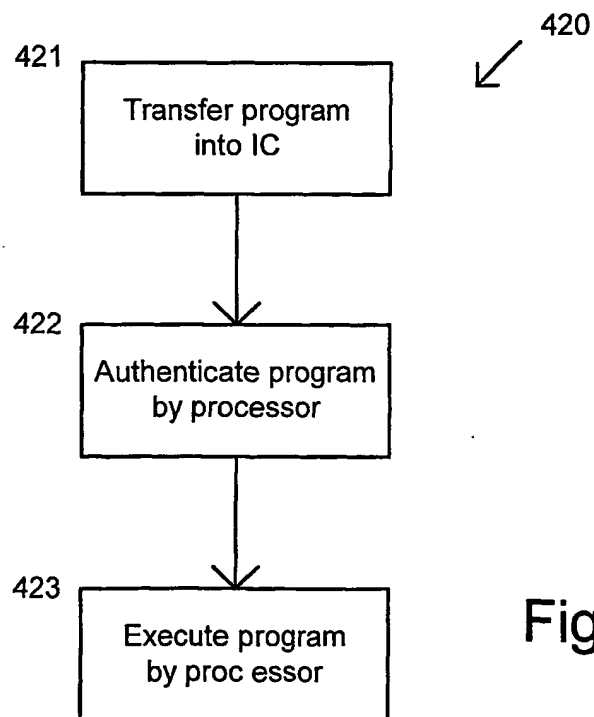 420
421
Transfer program
into IC
422
Authenticate program
by processor
423
Execute program
by proc essor
Fig